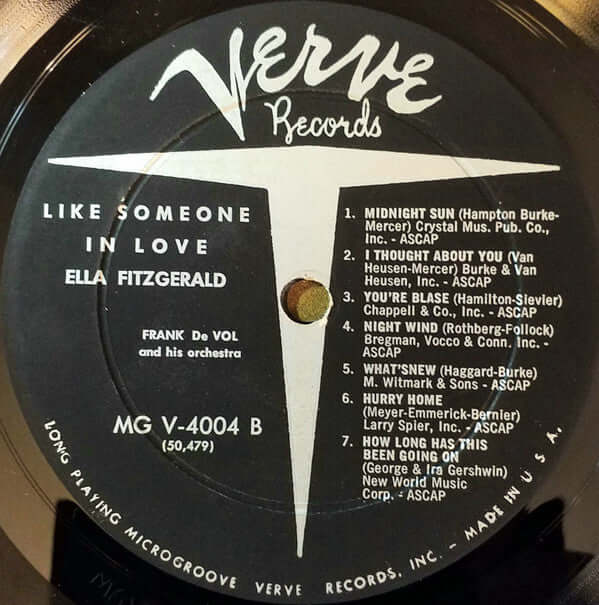 VERVE
Records
LIKE SOMEONE
IN LOVE
ELLA FITZGERALD
FRANK De VOL
and his orchestra
MG V-4004 B
(50,479)
1. MIDNIGHT SUN (Hampton Burke-
Mercer) Crystal Mus. Pub. Co.,
Inc. - ASCAP
2. I THOUGHT ABOUT YOU (Van
Heusen-Mercer) Burke & Van
Heusen, Inc. - ASCAP
3. YOU'RE BLASE (Hamilton-Sievier)
Chappell & Co., Inc. - ASCAP
4. NIGHT WIND (Rothberg-Follock)
Bregman, Vocco & Conn. Inc. -
ASCAP
5. WHAT'SNEW (Haggard-Burke)
M. Witmark & Sons - ASCAP
6. HURRY HOME
(Meyer-Emmerick-Bernier)
Larry Spier, Inc. - ASCAP
7. HOW LONG HAS THIS
BEEN GOING ON
(George & Ira Gershwin)
New World Music
Corp. - ASCAP
LONG PLAYING MICROGROOVE VERVE RECORDS, INC. - MADE IN U S A.